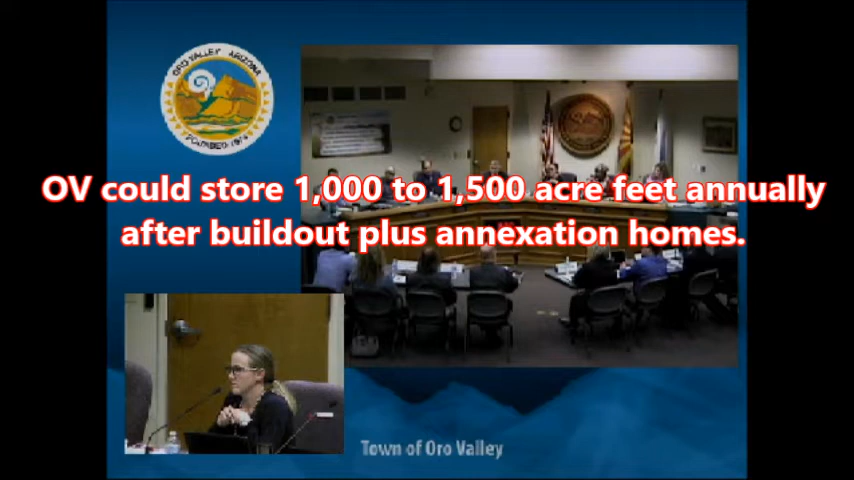 ORO VALLEY ARIZONA
FOUNDED 1974
OV could store 1,000 to 1,500 acre feet annually
after buildout plus annexation homes.
Town of Oro Valley